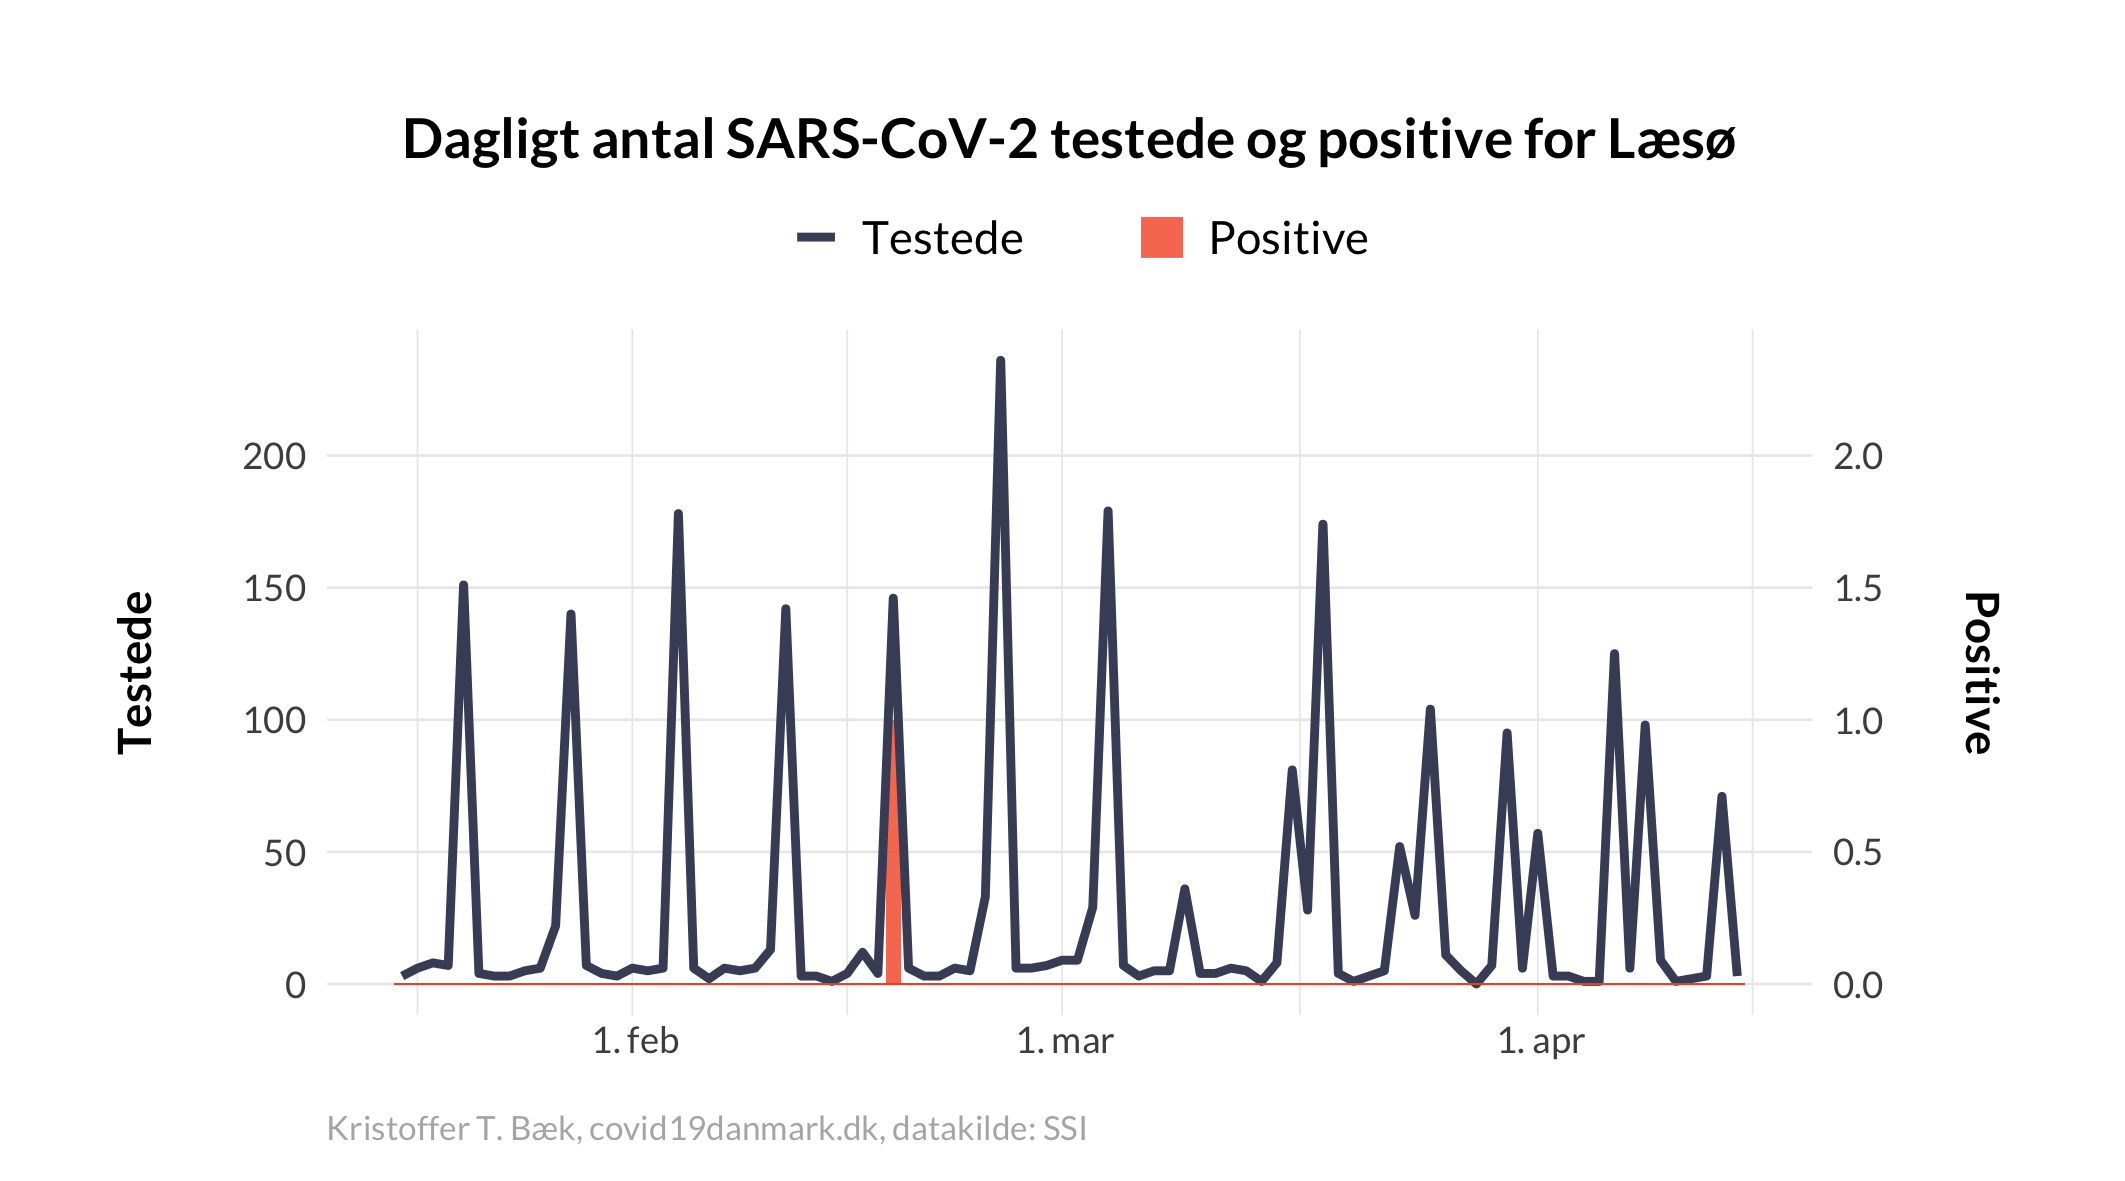 Dagligt antal SARS-CoV-2 testede og positive for Læsø
Testede
Positive
Testede
200
150
100
50
0
2.0
1.5
1.0
0.5
0.0
Positive
1. feb
1. mar
1. apr
Kristoffer T. Bæk, covid19danmark.dk, datakilde: SSI